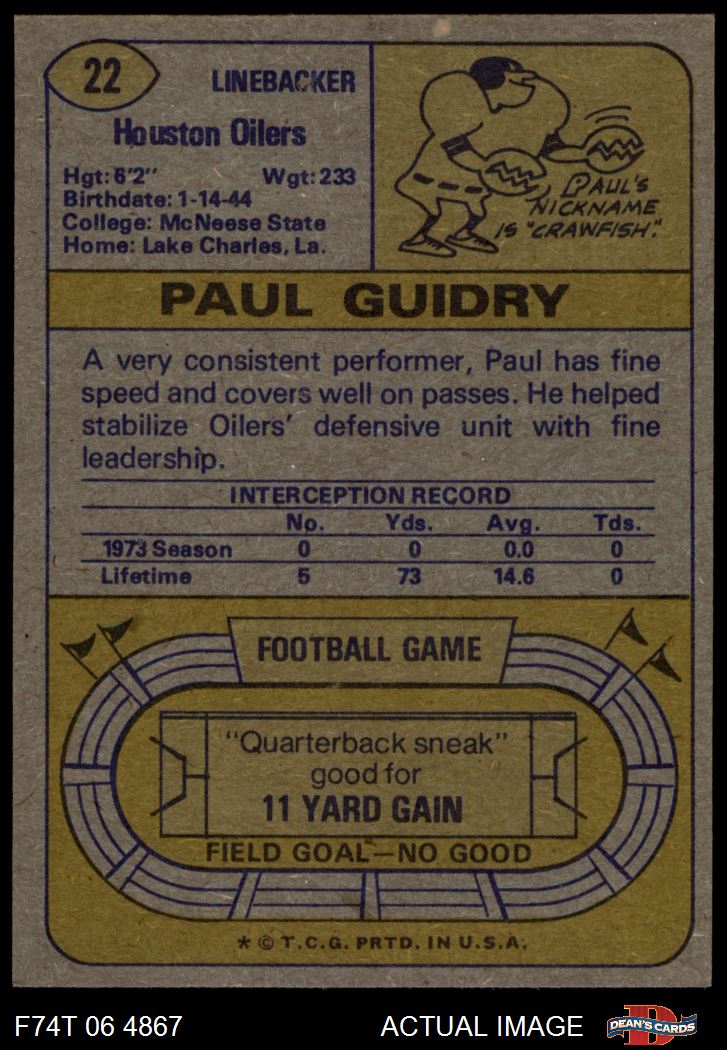 22
LINEBACKER
Houston Oilers
Hgt: 6'2" Wgt: 233
Birthdate: 1-14-44
College: McNeese State
Home: Lake Charles, La.
PAUL'S
NICKNAME
IS "CRAWFISH".
PAUL GUIDRY
A very consistent performer, Paul has fine
speed and covers well on passes. He helped
stabilize Oilers' defensive unit with fine
leadership.
INTERCEPTION RECORD
No. Yds. Avg. Tds.
1973 Season 0 0 0.0 0
Lifetime 5 73 14.6 0
FOOTBALL GAME
"Quarterback sneak"
good for
11 YARD GAIN
FIELD GOAL—NO GOOD
* © T.C.G. PRTD. IN U.S.A.
F74T 06 4867 ACTUAL IMAGE DEAN'S CARDS